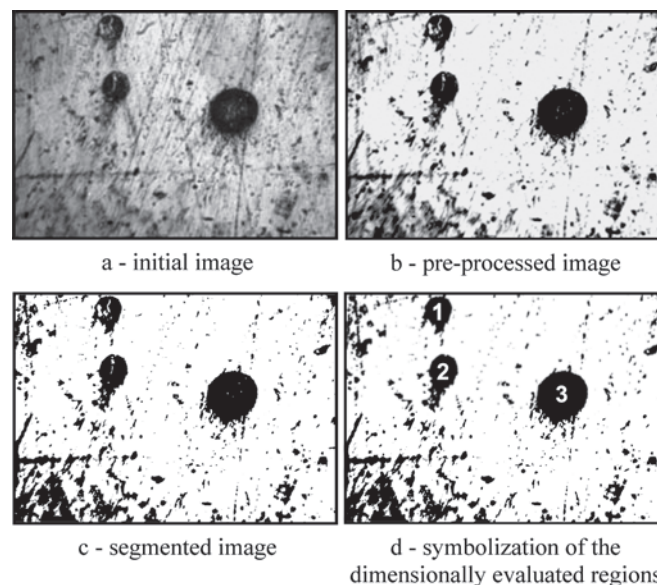 a - initial image
b - pre-processed image
1
2
3
c - segmented image
d - symbolization of the
dimensionally evaluated regions